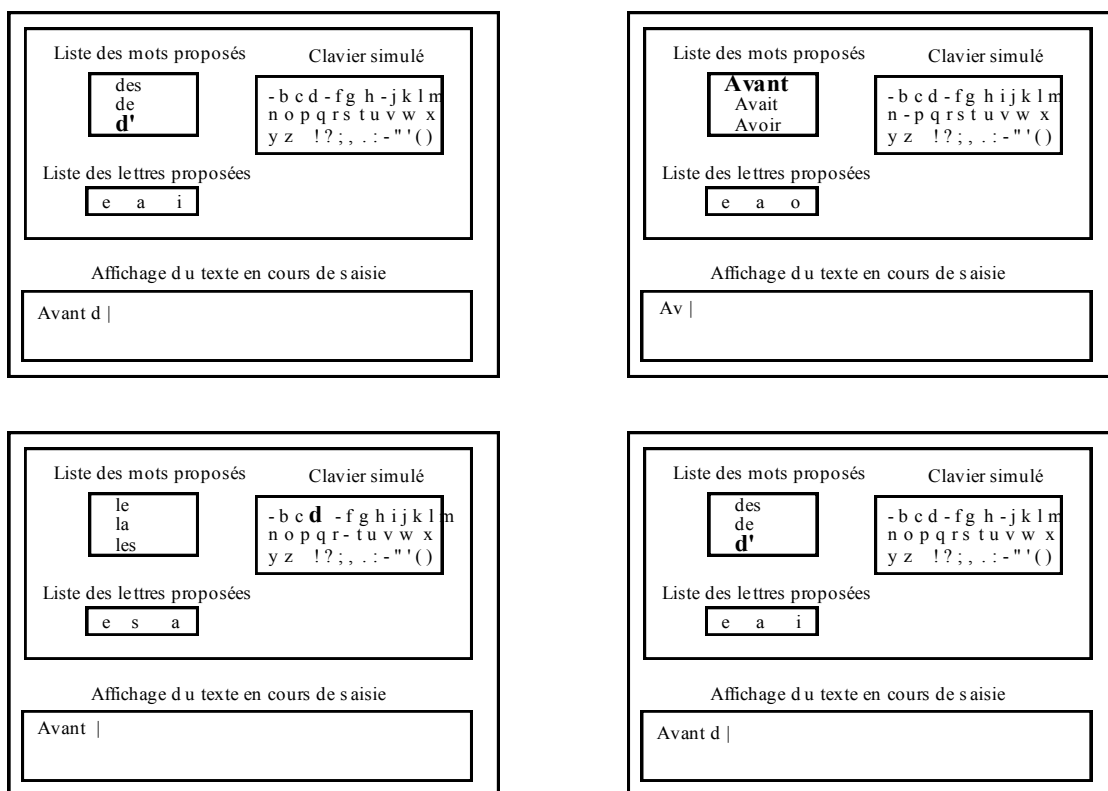 Liste des mots proposés
Clavier simulé
des
de
d'
- b c d - f g h - j k l m
n o p q r s t u v w x
y z ! ? ; , . : - " ' ( )
Liste des lettres proposées
e a i
Affichage du texte en cours de saisie
Avant d |
Liste des mots proposés
Clavier simulé
Avant
Avait
Avoir
- b c d - f g h i j k l m
n - p q r s t u v w x
y z ! ? ; , . : - " ' ( )
Liste des lettres proposées
e a o
Affichage du texte en cours de saisie
Av |
Liste des mots proposés
Clavier simulé
le
la
les
- b c d - f g h i j k l m
n o p q r - t u v w x
y z ! ? ; , . : - " ' ( )
Liste des lettres proposées
e s a
Affichage du texte en cours de saisie
Avant |
Liste des mots proposés
Clavier simulé
des
de
d'
- b c d - f g h - j k l m
n o p q r s t u v w x
y z ! ? ; , . : - " ' ( )
Liste des lettres proposées
e a i
Affichage du texte en cours de saisie
Avant d |